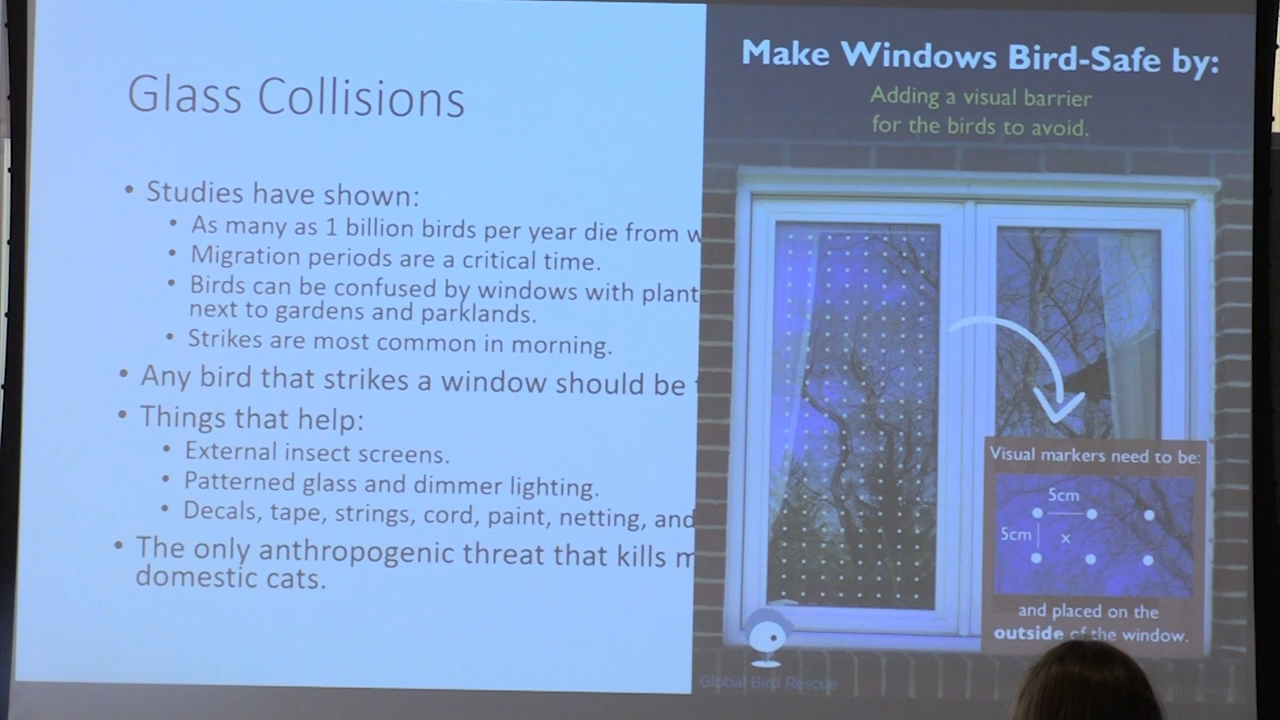 Glass Collisions
• Studies have shown:
• As many as 1 billion birds per year die from w
• Migration periods are a critical time.
• Birds can be confused by windows with plant
next to gardens and parklands.
• Strikes are most common in morning.
• Any bird that strikes a window should be
• Things that help:
• External insect screens.
• Patterned glass and dimmer lighting.
• Decals, tape, strings, cord, paint, netting, and
• The only anthropogenic threat that kills m
domestic cats.
Make Windows Bird-Safe by:
Adding a visual barrier
for the birds to avoid.
Visual markers need to be:
5cm
5cm
x
and placed on the
outside of the window.
Global Bird Rescue